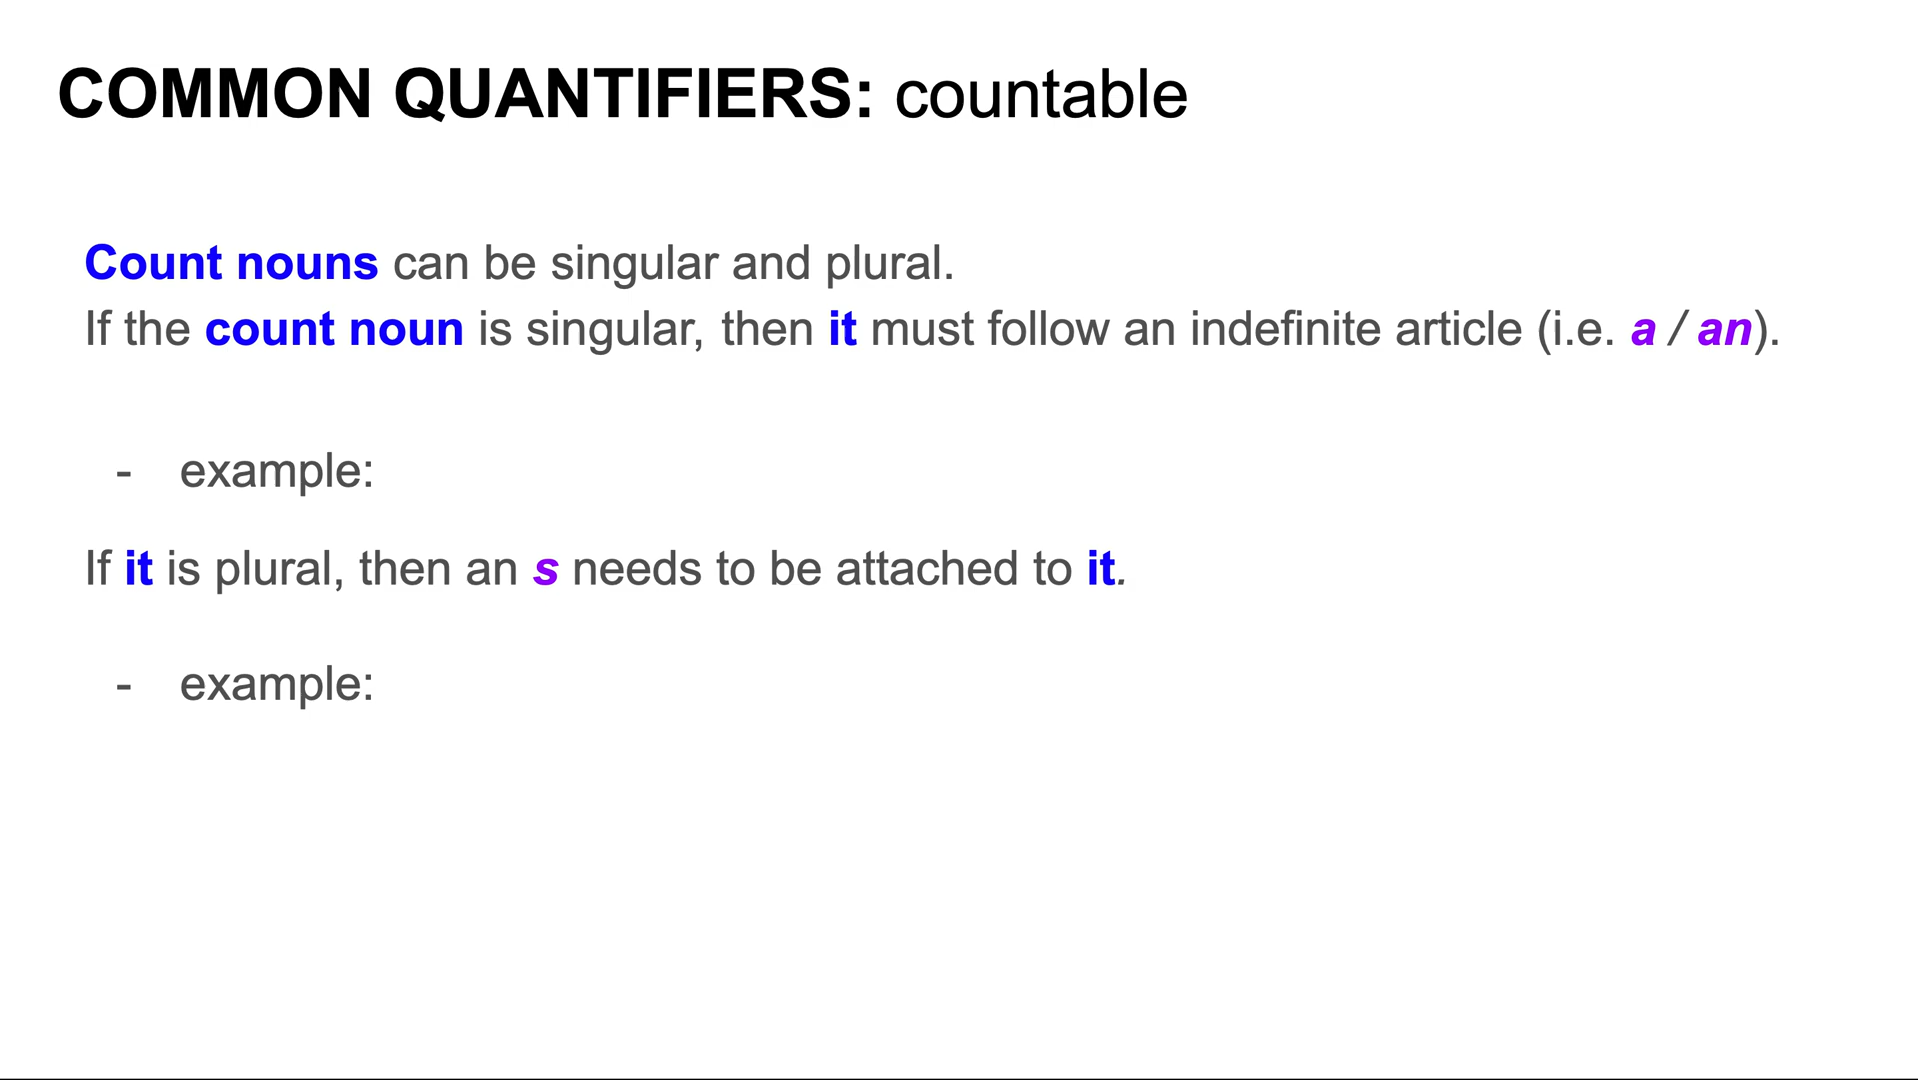 COMMON QUANTIFIERS: countable
Count nouns can be singular and plural.
If the count noun is singular, then it must follow an indefinite article (i.e. a / an).
- example:
If it is plural, then an s needs to be attached to it.
- example: